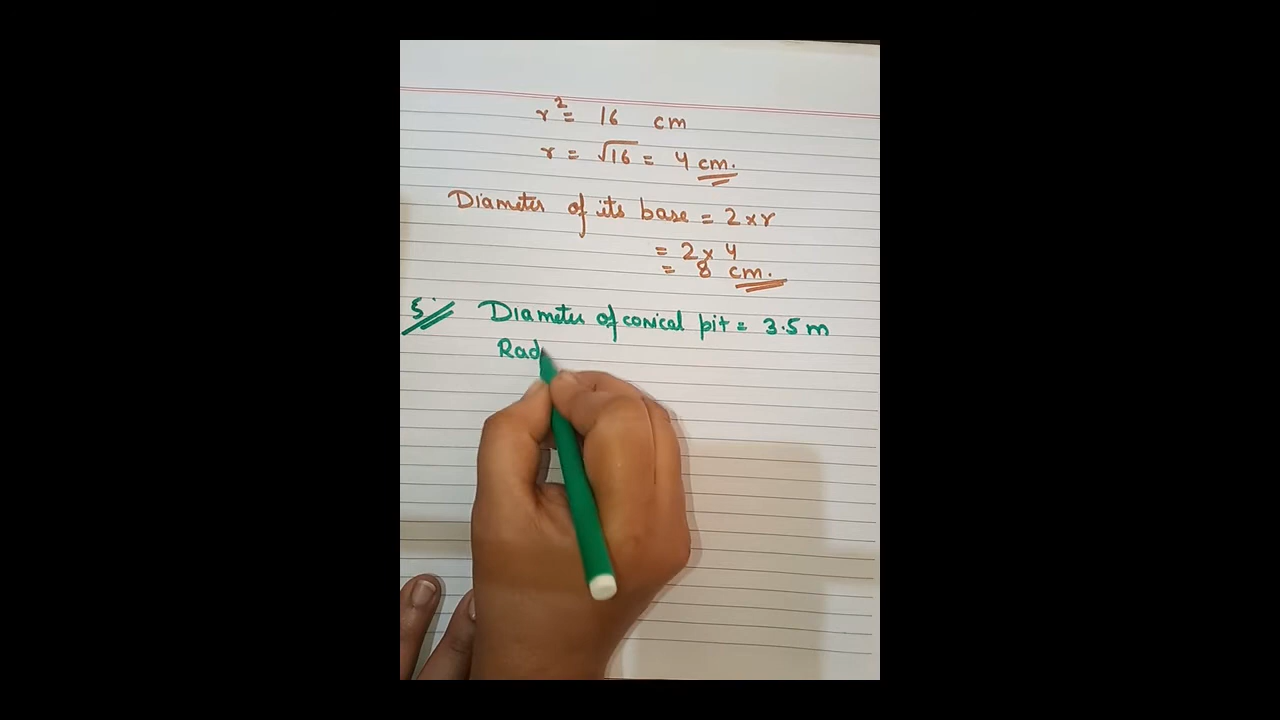 r² = 16 cm
r = √16 = 4 cm.
Diameter of its base = 2×r
= 2×4
= 8 cm.
5. Diameter of conical pit = 3.5 m
Rad